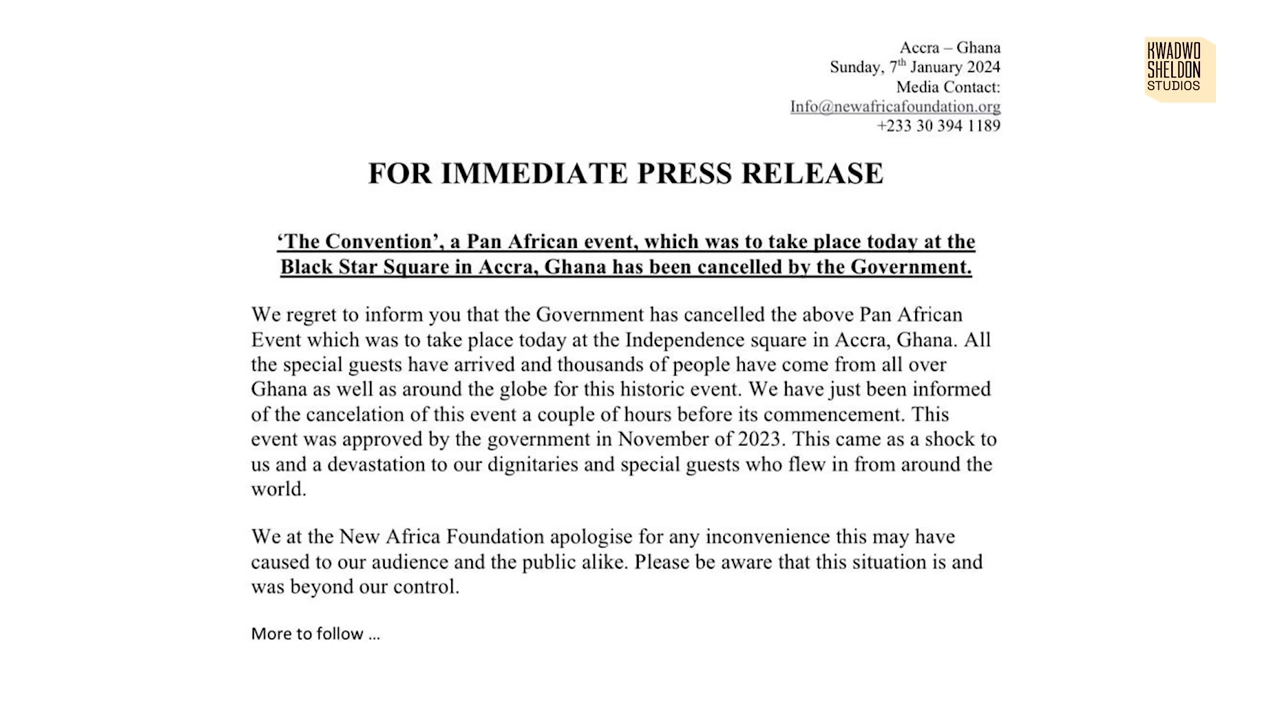 Accra – Ghana
Sunday, 7th January 2024
Media Contact:
Info@newafricafoundation.org
+233 30 394 1189
KWADWO
SHELDON
STUDIOS
FOR IMMEDIATE PRESS RELEASE
‘The Convention’, a Pan African event, which was to take place today at the
Black Star Square in Accra, Ghana has been cancelled by the Government.
We regret to inform you that the Government has cancelled the above Pan African
Event which was to take place today at the Independence square in Accra, Ghana. All
the special guests have arrived and thousands of people have come from all over
Ghana as well as around the globe for this historic event. We have just been informed
of the cancelation of this event a couple of hours before its commencement. This
event was approved by the government in November of 2023. This came as a shock to
us and a devastation to our dignitaries and special guests who flew in from around the
world.
We at the New Africa Foundation apologise for any inconvenience this may have
caused to our audience and the public alike. Please be aware that this situation is and
was beyond our control.
More to follow ...